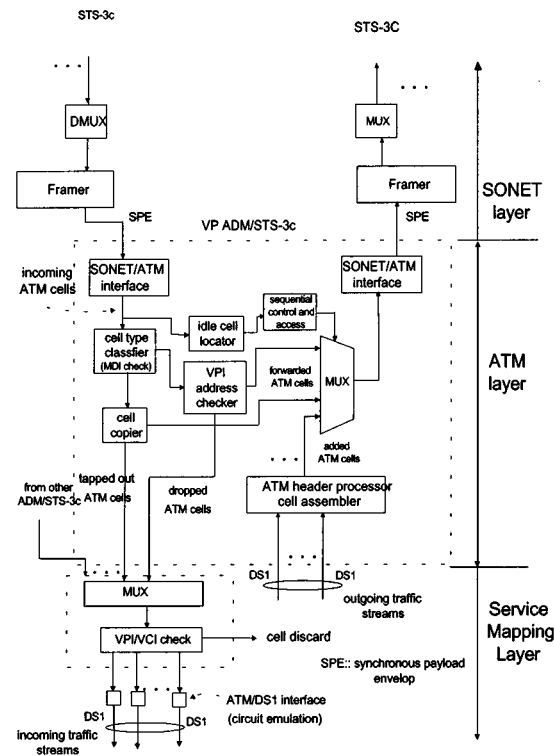 STS-3c
STS-3C
DMUX
MUX
Framer
Framer
SPE
SPE
SONET
layer
VP ADM/STS-3c
SONET/ATM
interface
SONET/ATM
interface
incoming
ATM cells
sequential
control and
access
idle cell
locator
cell type
classfier
(MDI check)
VPI
address
checker
forwarded
ATM cells
MUX
ATM
layer
cell
copier
added
ATM cells
from other
ADM/STS-3c
tapped out
ATM cells
dropped
ATM cells
ATM header processor
cell assembler
DS1
DS1
outgoing traffic
streams
MUX
VPI/VCI check
cell discard
Service
Mapping
Layer
SPE:: synchronous payload
envelop
ATM/DS1 interface
(circuit emulation)
DS1
DS1
incoming traffic
streams